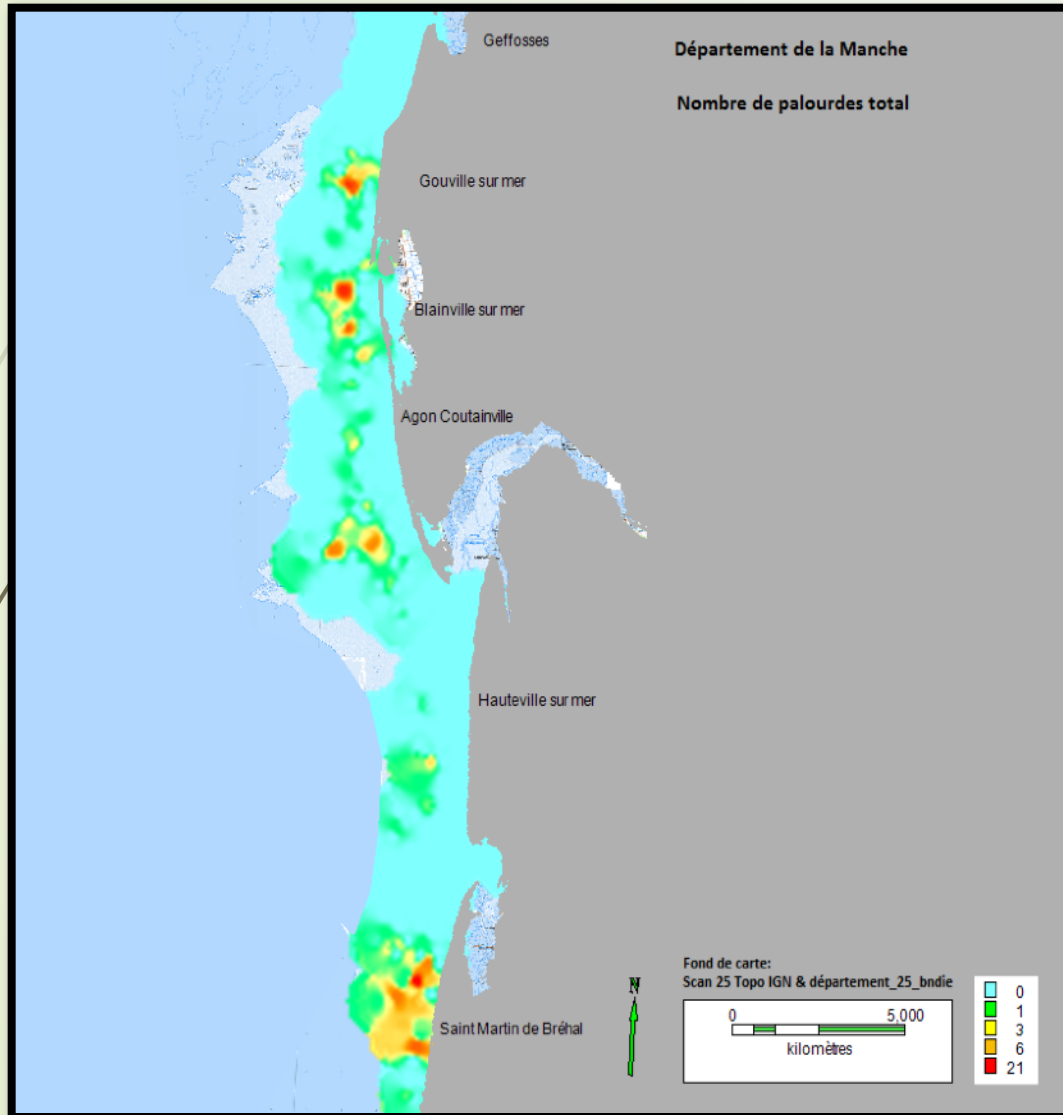 Geffosses
Département de la Manche
Nombre de palourdes total
Gouville sur mer
Blainville sur mer
Agon Coutainville
Hauteville sur mer
Saint Martin de Bréhal
N
Fond de carte:
Scan 25 Topo IGN & département_25_bndie
0 5,000
kilomètres
0
1
3
6
21